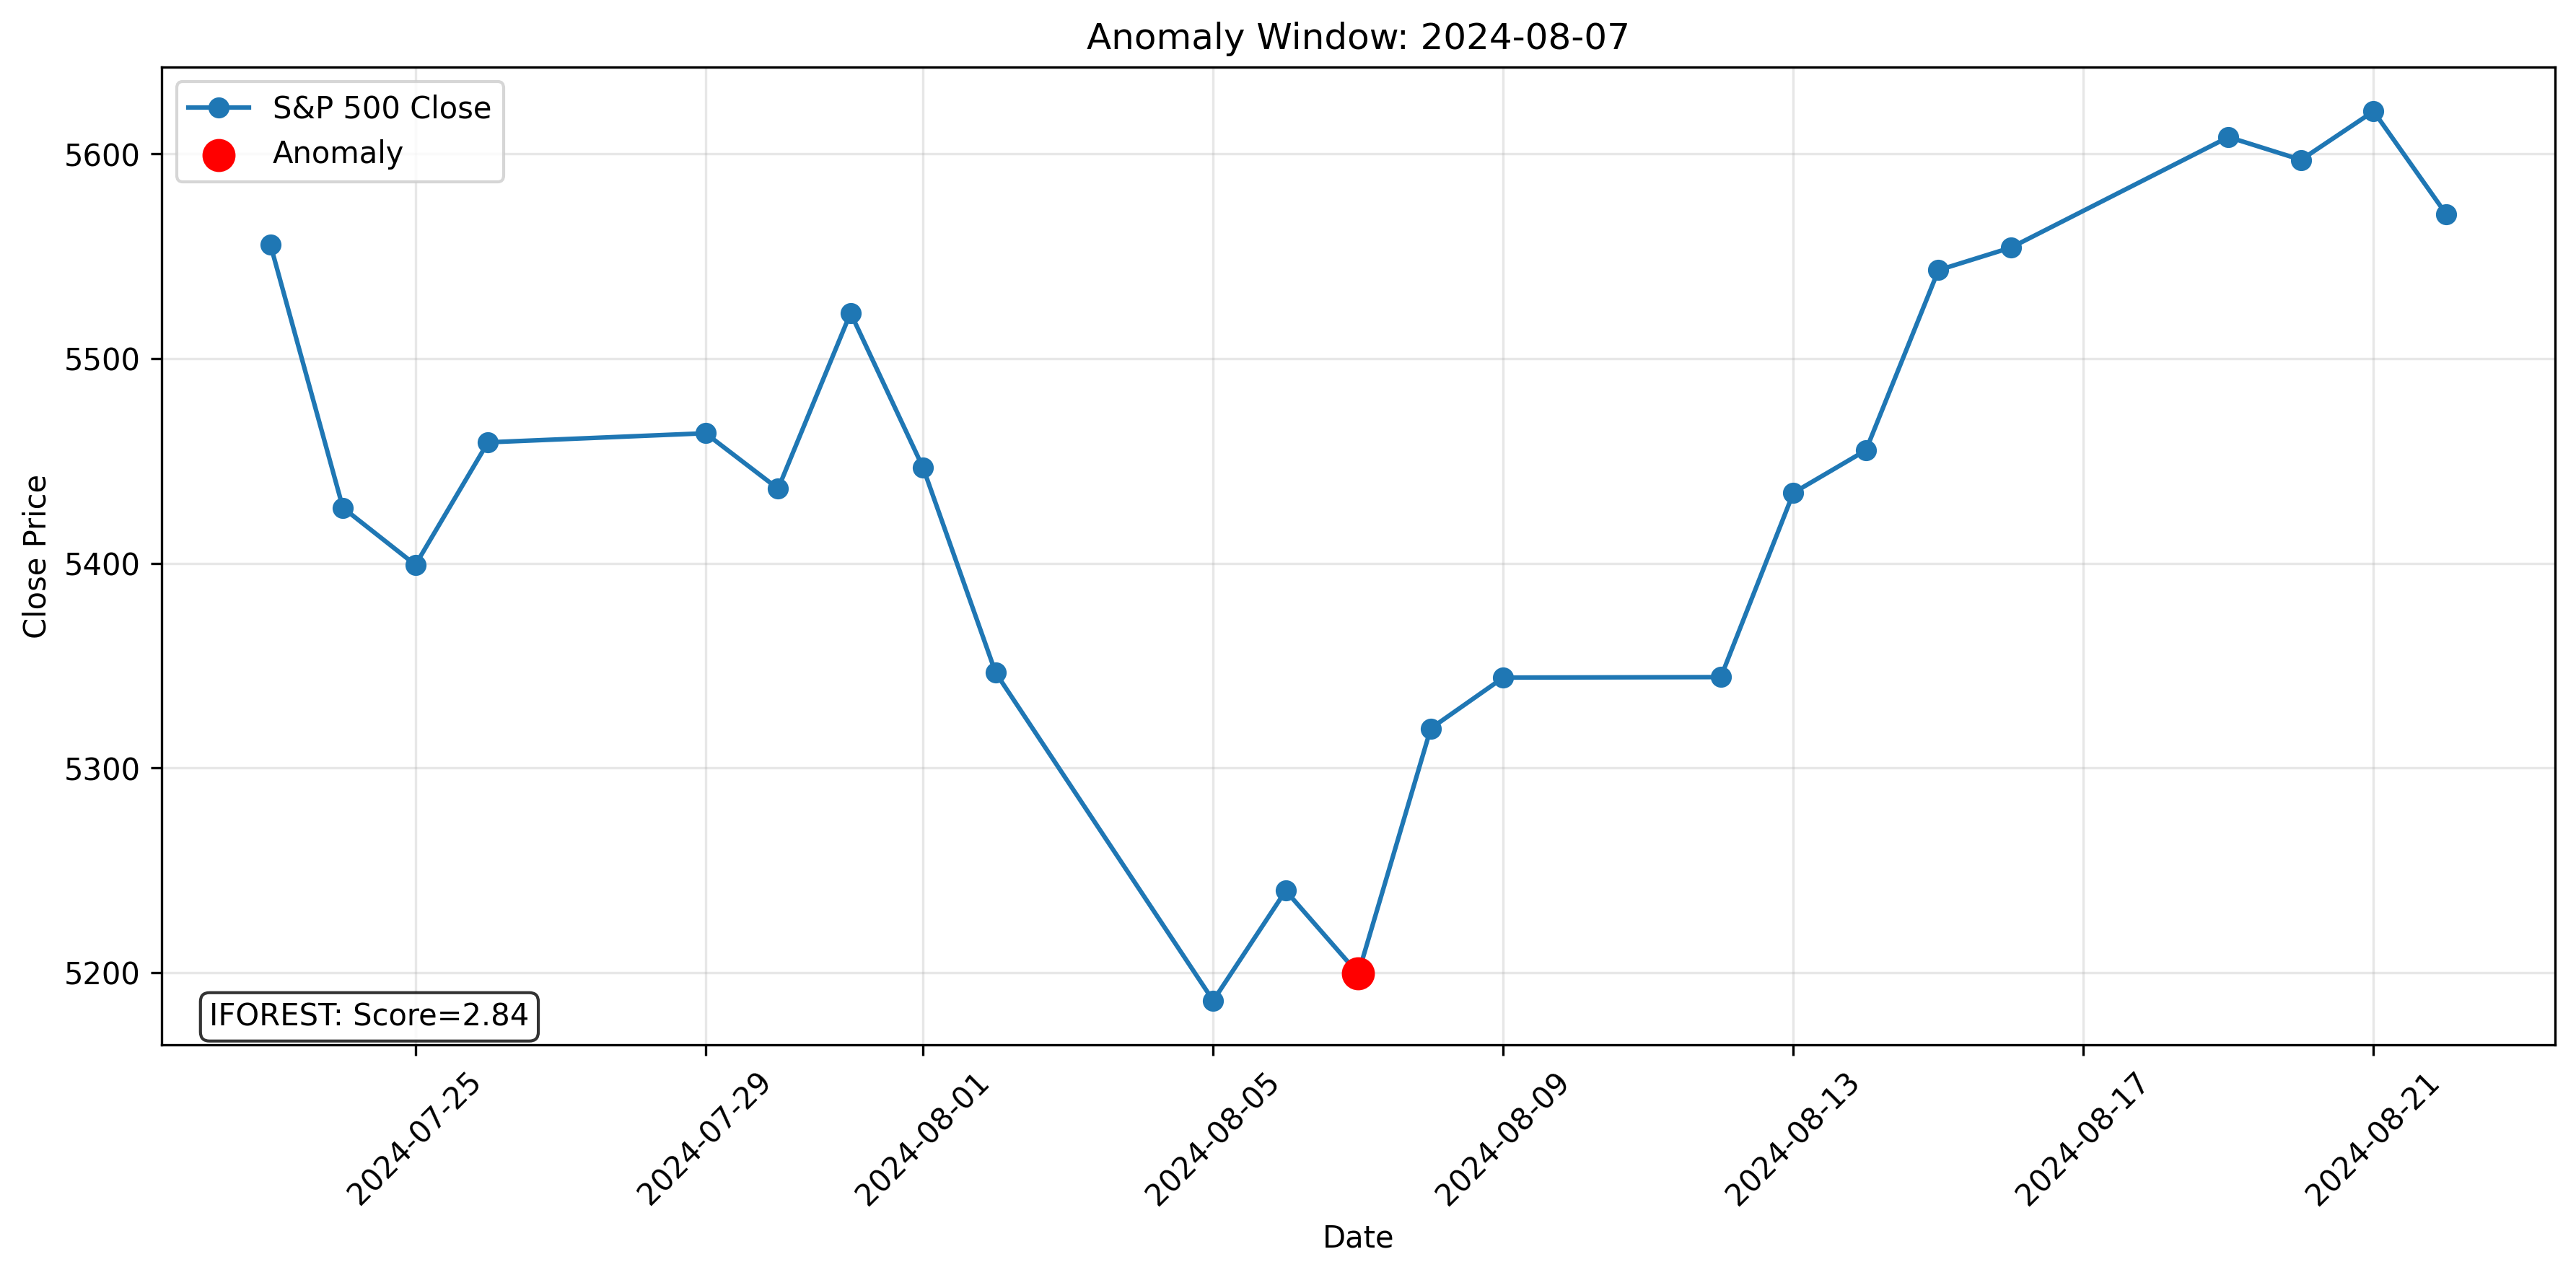 Anomaly Window: 2024-08-07
S&P 500 Close
Anomaly
Close Price
5600
5500
5400
5300
5200
IFOREST: Score=2.84
2024-07-25
2024-07-29
2024-08-01
2024-08-05
2024-08-09
2024-08-13
2024-08-17
2024-08-21
Date